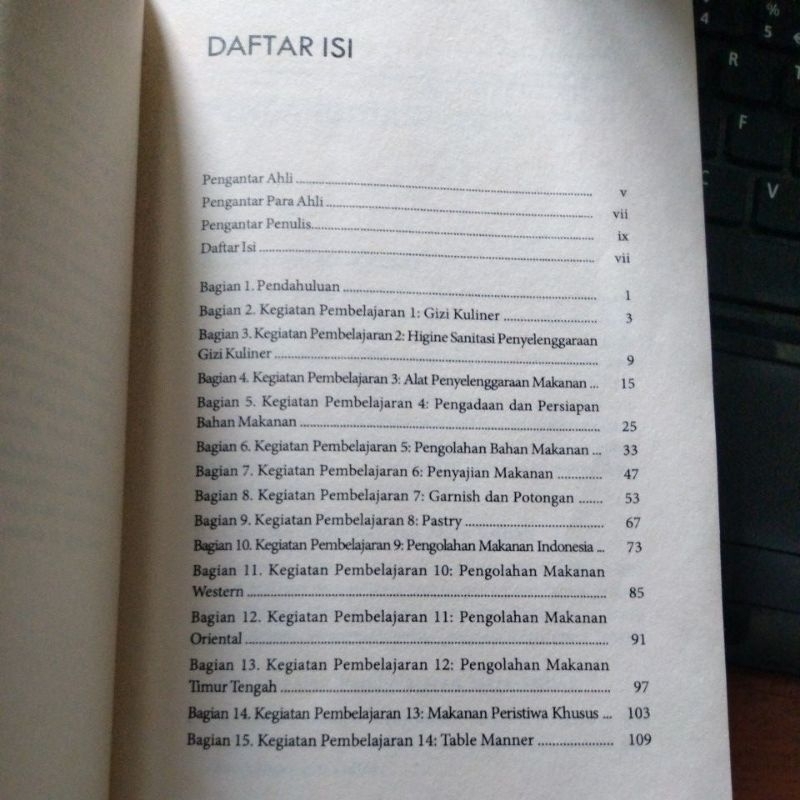 DAFTAR ISI
Pengantar Ahli ........ v
Pengantar Para Ahli ........ vii
Pengantar Penulis........ ix
Daftar Isi ........ vii
Bagian 1. Pendahuluan ........ 1
Bagian 2. Kegiatan Pembelajaran 1: Gizi Kuliner ........ 3
Bagian 3. Kegiatan Pembelajaran 2: Higine Sanitasi Penyelenggaraan
Gizi Kuliner ........ 9
Bagian 4. Kegiatan Pembelajaran 3: Alat Penyelenggaraan Makanan ... 15
Bagian 5. Kegiatan Pembelajaran 4: Pengadaan dan Persiapan
Bahan Makanan ........ 25
Bagian 6. Kegiatan Pembelajaran 5: Pengolahan Bahan Makanan ... 33
Bagian 7. Kegiatan Pembelajaran 6: Penyajian Makanan ........ 47
Bagian 8. Kegiatan Pembelajaran 7: Garnish dan Potongan ....... 53
Bagian 9. Kegiatan Pembelajaran 8: Pastry ........ 67
Bagian 10. Kegiatan Pembelajaran 9: Pengolahan Makanan Indonesia ... 73
Bagian 11. Kegiatan Pembelajaran 10: Pengolahan Makanan
Western ........ 85
Bagian 12. Kegiatan Pembelajaran 11: Pengolahan Makanan
Oriental ........ 91
Bagian 13. Kegiatan Pembelajaran 12: Pengolahan Makanan
Timur Tengah ........ 97
Bagian 14. Kegiatan Pembelajaran 13: Makanan Peristiwa Khusus ... 103
Bagian 15. Kegiatan Pembelajaran 14: Table Manner ........ 109
%
4
5
R
F
V